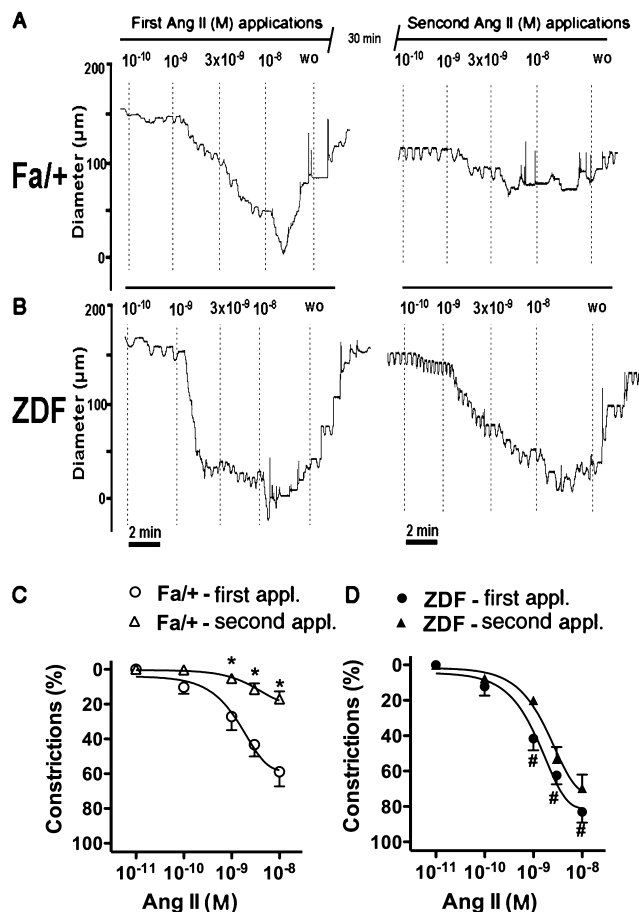 A
First Ang II (M) applications
30 min
Sencond Ang II (M) applications
10⁻¹⁰ 10⁻⁹ 3x10⁻⁹ 10⁻⁸ wo
10⁻¹⁰ 10⁻⁹ 3x10⁻⁹ 10⁻⁸ wo
Fa/+
Diameter (μm)
200
100
0
B
10⁻¹⁰ 10⁻⁹ 3x10⁻⁹ 10⁻⁸ wo
10⁻¹⁰ 10⁻⁹ 3x10⁻⁹ 10⁻⁸ wo
ZDF
Diameter (μm)
200
100
0
2 min
2 min
C
Fa/+ - first appl.
Fa/+ - second appl.
Constrictions (%)
0
20
40
60
80
100
* * *
10⁻¹¹ 10⁻¹⁰ 10⁻⁹ 10⁻⁸
Ang II (M)
D
ZDF - first appl.
ZDF - second appl.
Constrictions (%)
0
20
40
60
80
100
# # #
10⁻¹¹ 10⁻¹⁰ 10⁻⁹ 10⁻⁸
Ang II (M)